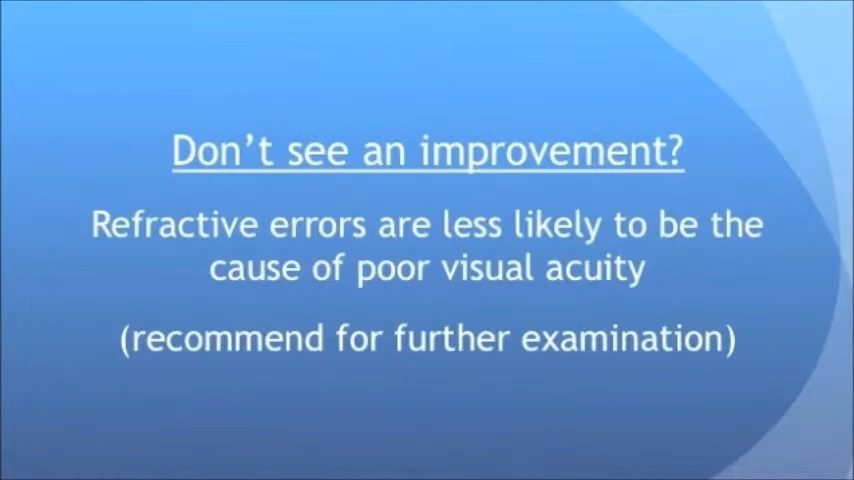 Don't see an improvement?
Refractive errors are less likely to be the
cause of poor visual acuity
(recommend for further examination)